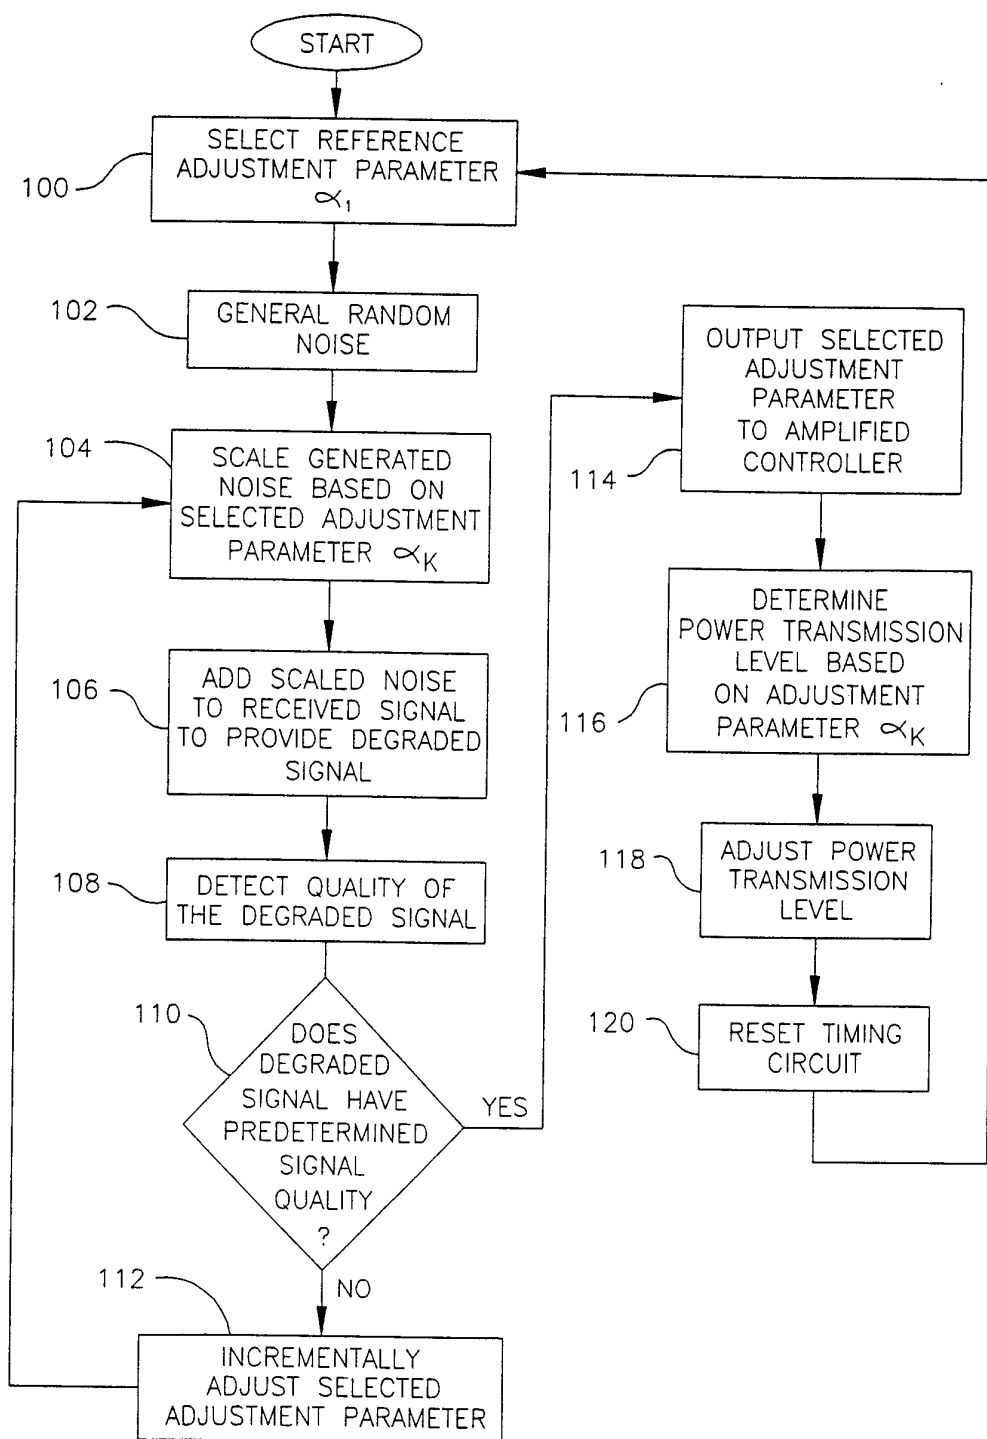 START
SELECT REFERENCE
ADJUSTMENT PARAMETER
∝₁
100
GENERAL RANDOM
NOISE
102
SCALE GENERATED
NOISE BASED ON
SELECTED ADJUSTMENT
PARAMETER ∝K
104
ADD SCALED NOISE
TO RECEIVED SIGNAL
TO PROVIDE DEGRADED
SIGNAL
106
DETECT QUALITY OF
THE DEGRADED SIGNAL
108
DOES
DEGRADED
SIGNAL HAVE
PREDETERMINED
SIGNAL
QUALITY
?
110
YES
NO
112
INCREMENTALLY
ADJUST SELECTED
ADJUSTMENT PARAMETER
OUTPUT SELECTED
ADJUSTMENT
PARAMETER
TO AMPLIFIED
CONTROLLER
114
DETERMINE
POWER TRANSMISSION
LEVEL BASED
ON ADJUSTMENT
PARAMETER ∝K
116
ADJUST POWER
TRANSMISSION
LEVEL
118
RESET TIMING
CIRCUIT
120